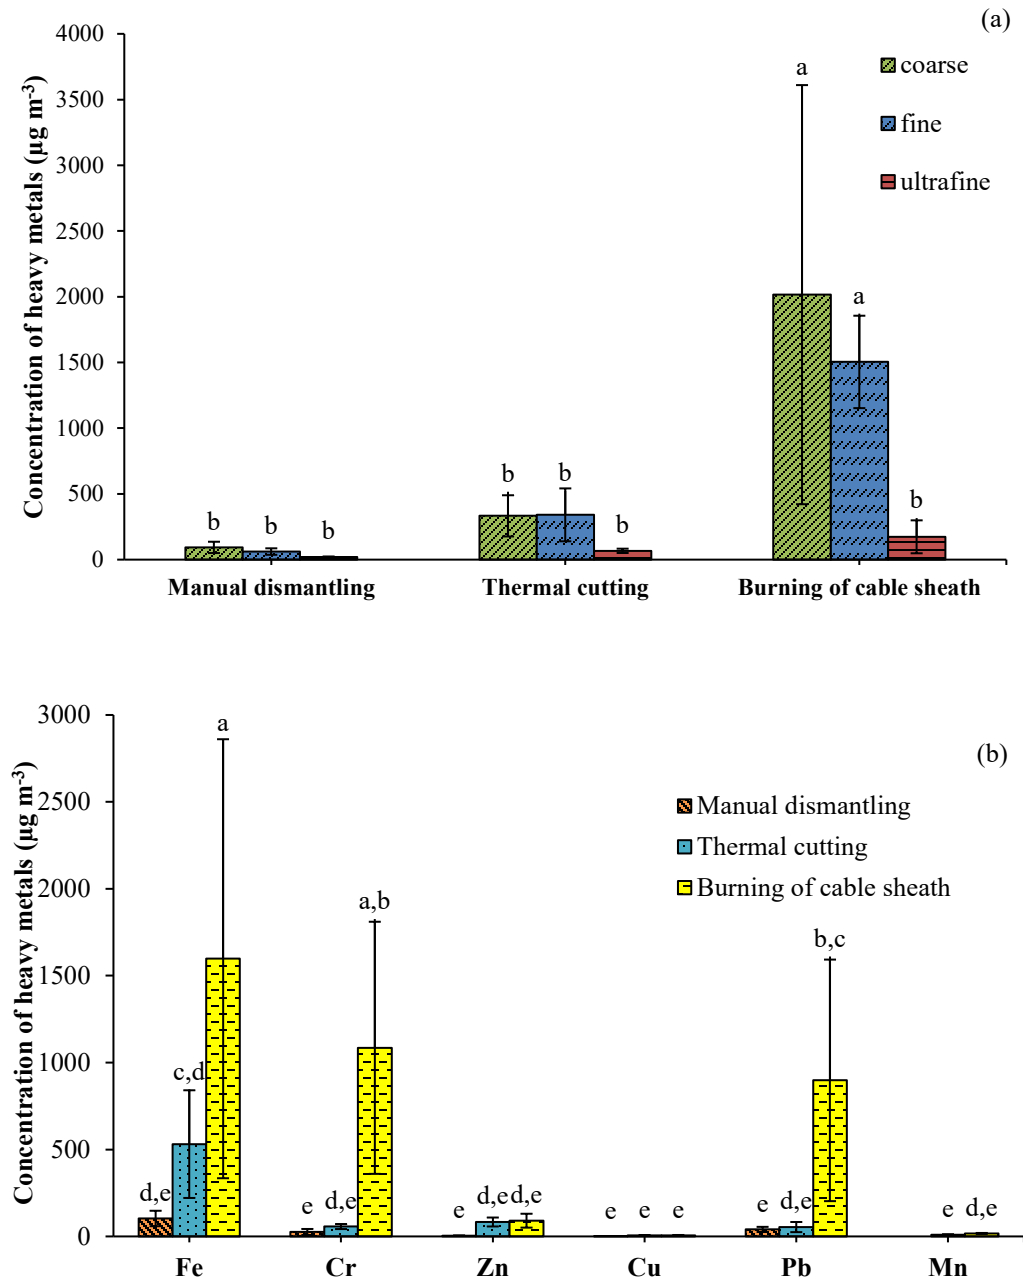 (a)
Concentration of heavy metals (µg m-3)
4000
3500
3000
2500
2000
1500
1000
500
0
coarse
fine
ultrafine
b
b
b
b
b
b
a
a
b
Manual dismantling
Thermal cutting
Burning of cable sheath
(b)
Concentration of heavy metals (µg m-3)
3000
2500
2000
1500
1000
500
0
Manual dismantling
Thermal cutting
Burning of cable sheath
d,e
c,d
a
e
d,e
a,b
e
d,e
d,e
e
e
e
e
d,e
b,c
e
d,e
Fe
Cr
Zn
Cu
Pb
Mn